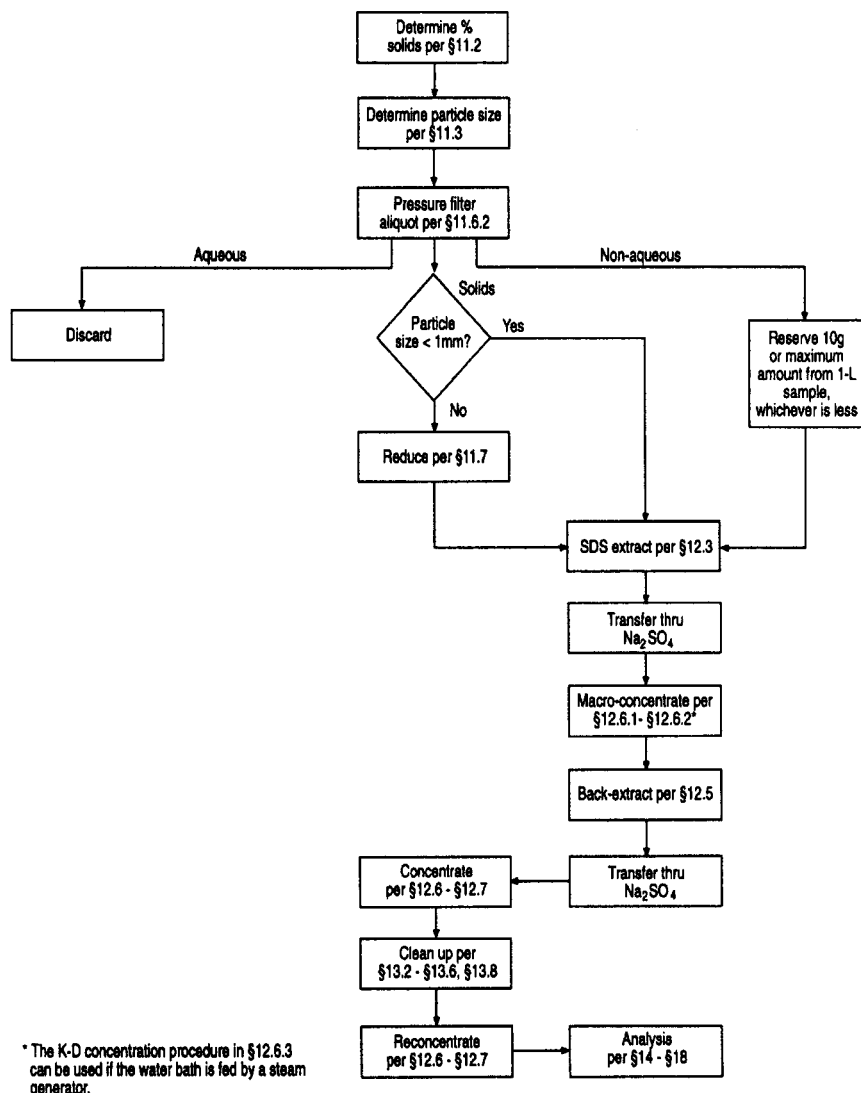 Determine %
solids per §11.2
Determine particle size
per §11.3
Pressure filter
aliquot per §11.6.2
Aqueous
Non-aqueous
Solids
Discard
Particle
size < 1mm?
Yes
Reserve 10g
or maximum
amount from 1-L
sample,
whichever is less
No
Reduce per §11.7
SDS extract per §12.3
Transfer thru
Na₂SO₄
Macro-concentrate per
§12.6.1- §12.6.2*
Back-extract per §12.5
Concentrate
per §12.6 - §12.7
Transfer thru
Na₂SO₄
Clean up per
§13.2 - §13.6, §13.8
Reconcentrate
per §12.6 - §12.7
Analysis
per §14 - §18
* The K-D concentration procedure in §12.6.3
can be used if the water bath is fed by a steam
generator.